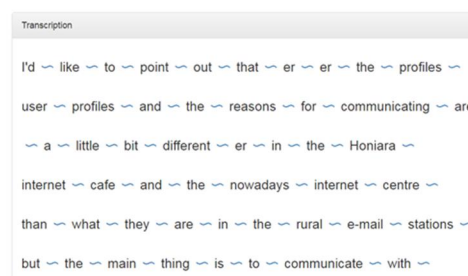 Transcription
I'd ~ like ~ to ~ point ~ out ~ that ~ er ~ er ~ the ~ profiles ~
user ~ profiles ~ and ~ the ~ reasons ~ for ~ communicating ~ are
~ a ~ little ~ bit ~ different ~ er ~ in ~ the ~ Honiara ~
internet ~ cafe ~ and ~ the ~ nowadays ~ internet ~ centre ~
than ~ what ~ they ~ are ~ in ~ the ~ rural ~ e-mail ~ stations ~
but ~ the ~ main ~ thing ~ is ~ to ~ communicate ~ with ~